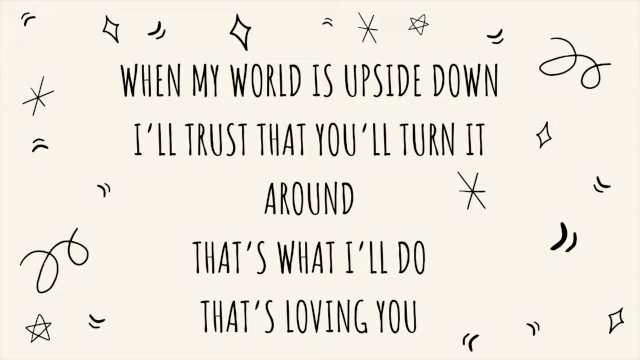 WHEN MY WORLD IS UPSIDE DOWN
I'LL TRUST THAT YOU'LL TURN IT
AROUND
THAT'S WHAT I'LL DO
THAT'S LOVING YOU